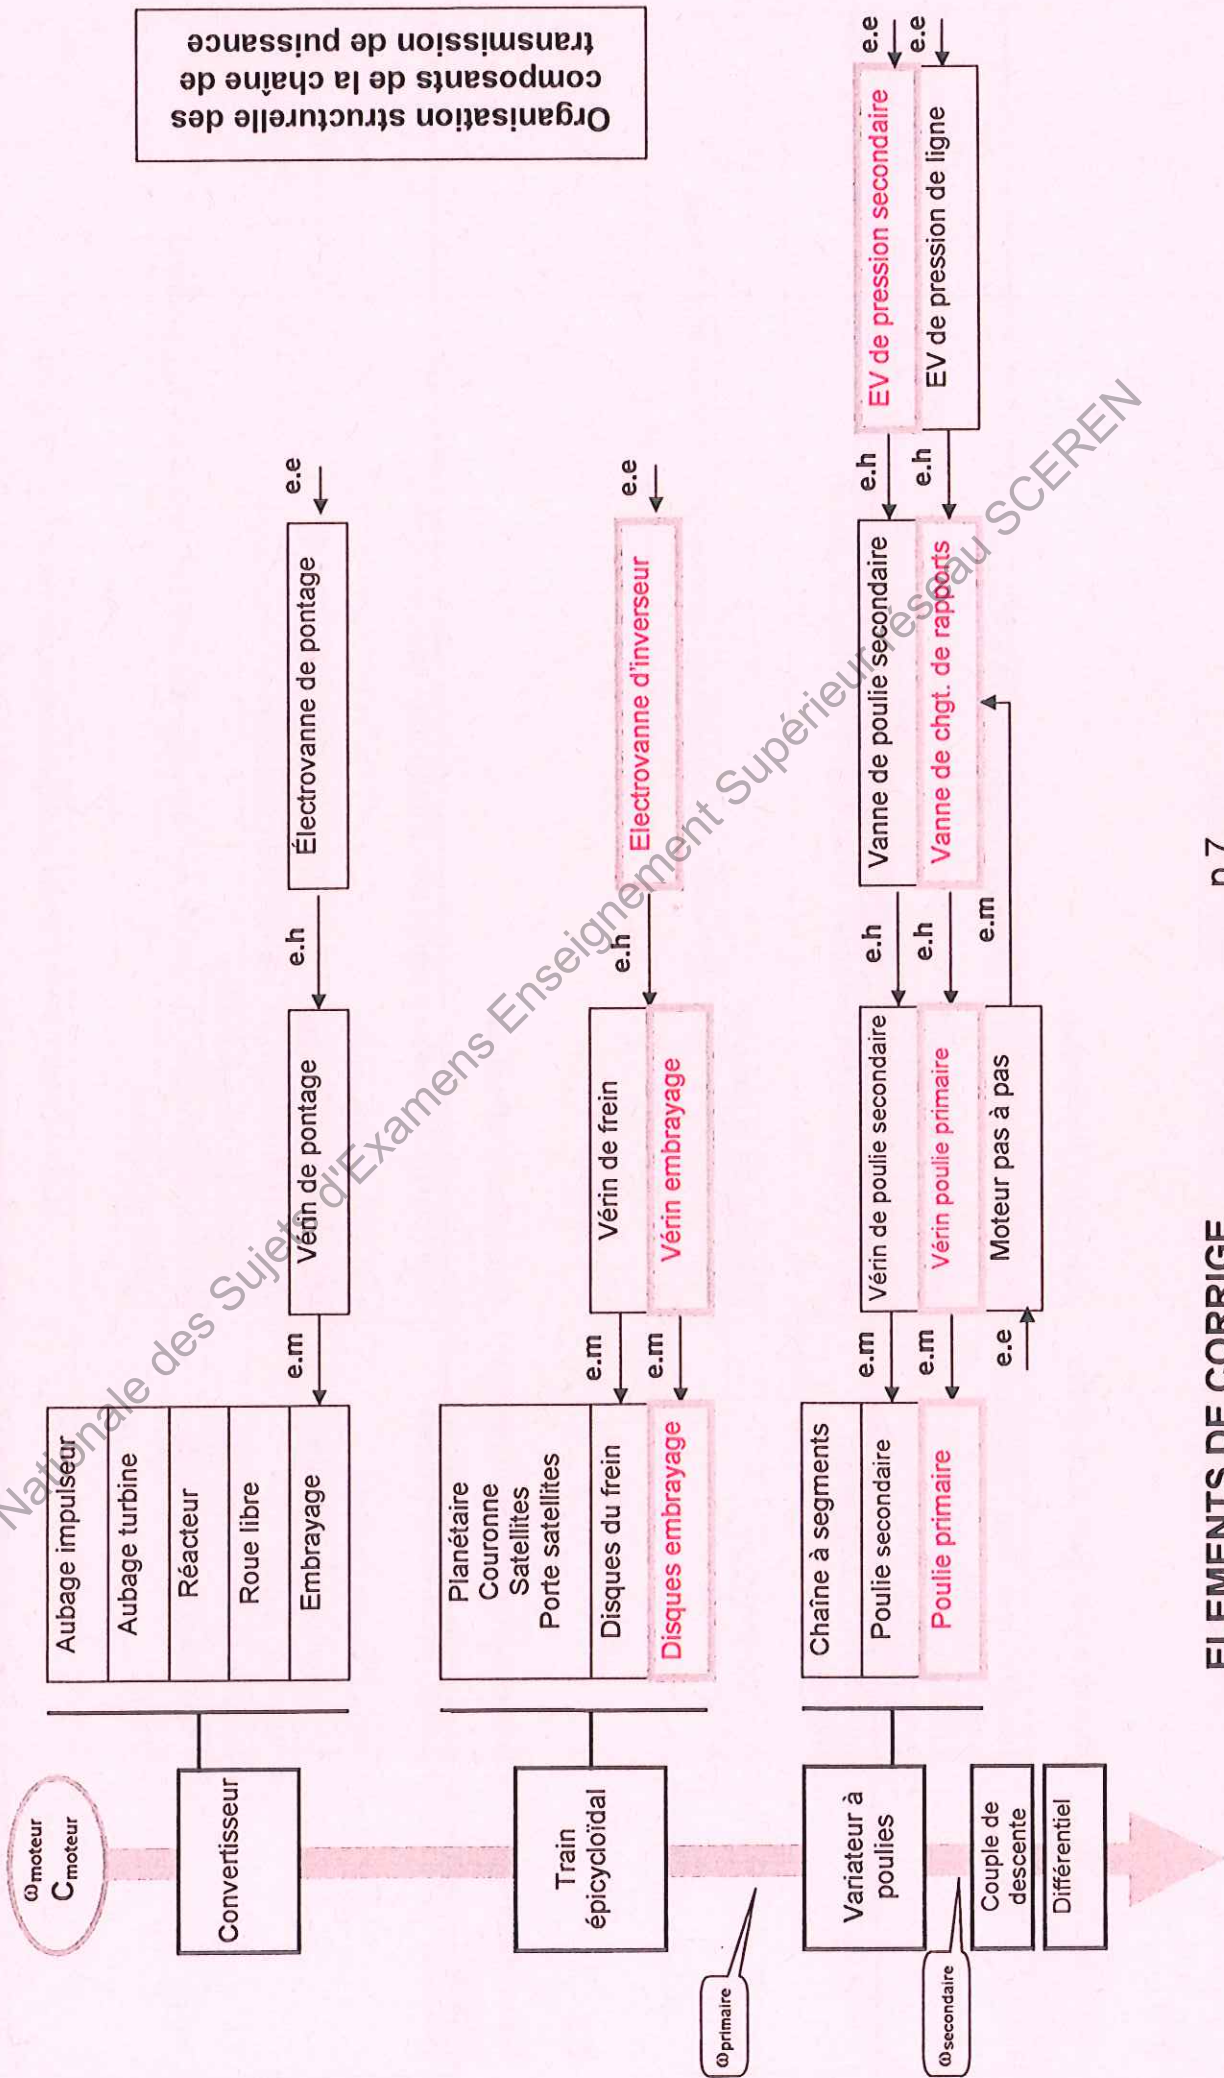 Organisation structurelle des
composants de la chaîne de
transmission de puissance
ωmoteur
Cmoteur
Convertisseur
Aubage impulseur
Aubage turbine
Réacteur
Roue libre
Embrayage
e.m
Vérin de pontage
e.h
Électrovanne de pontage
e.e
Train
épicycloïdal
Planétaire
Couronne
Satellites
Porte satellites
Disques du frein
Disques embrayage
e.m
e.m
Vérin de frein
Vérin embrayage
e.h
Electrovanne d'inverseur
e.e
ωprimaire
Variateur à
poulies
Chaîne à segments
Poulie secondaire
Poulie primaire
e.m
e.m
e.e
Vérin de poulie secondaire
Vérin poulie primaire
Moteur pas à pas
e.h
e.h
e.m
Vanne de poulie secondaire
Vanne de chgt. de rapports
e.h
e.h
EV de pression secondaire
EV de pression de ligne
e.e
e.e
ωsecondaire
Couple de
descente
Différentiel
Nationale des Sujets d'Examens Enseignement Supérieur réseau SCEREN
ELEMENTS DE CORRIGE
p 7